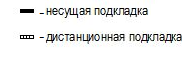 – несущая подкладка
– дистанционная подкладка